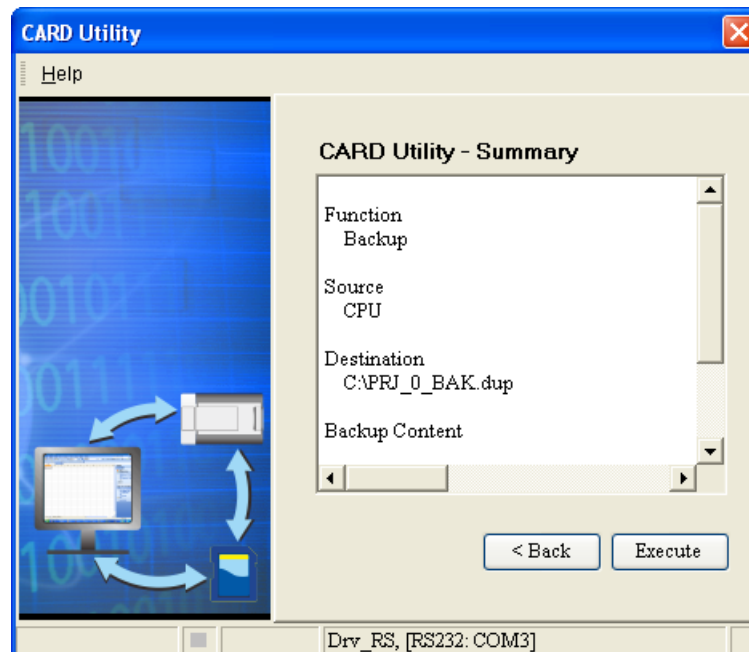 CARD Utility
Help
CARD Utility - Summary
Function
Backup
Source
CPU
Destination
C:\PRJ_0_BAK.dup
Backup Content
< Back
Execute
Drv_RS, [RS232: COM3]